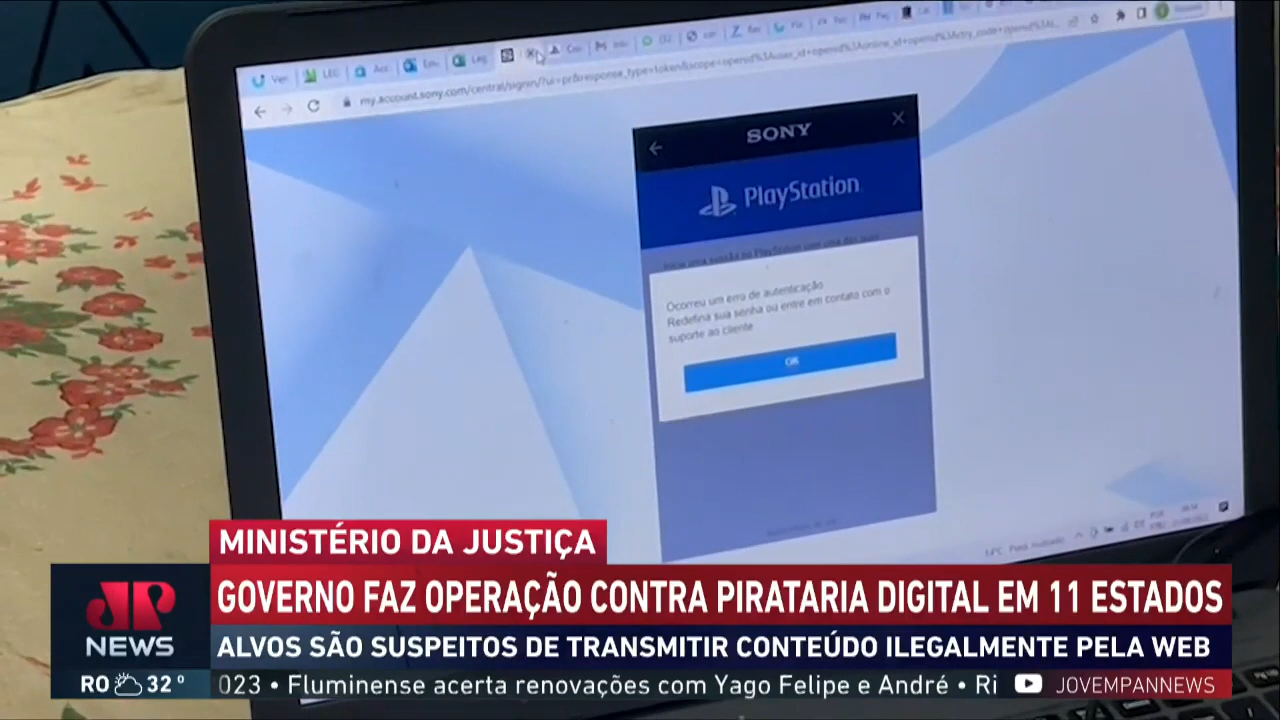 my.account.sony.com/central/signin/
SONY
PlayStation
Ocorreu um erro de autenticação
Redefina sua senha ou entre em contato com o
suporte ao cliente
OK
MINISTÉRIO DA JUSTIÇA
GOVERNO FAZ OPERAÇÃO CONTRA PIRATARIA DIGITAL EM 11 ESTADOS
JP
NEWS
ALVOS SÃO SUSPEITOS DE TRANSMITIR CONTEÚDO ILEGALMENTE PELA WEB
RO 32 º 023 • Fluminense acerta renovações com Yago Felipe e André • Ri JOVEMPANNEWS